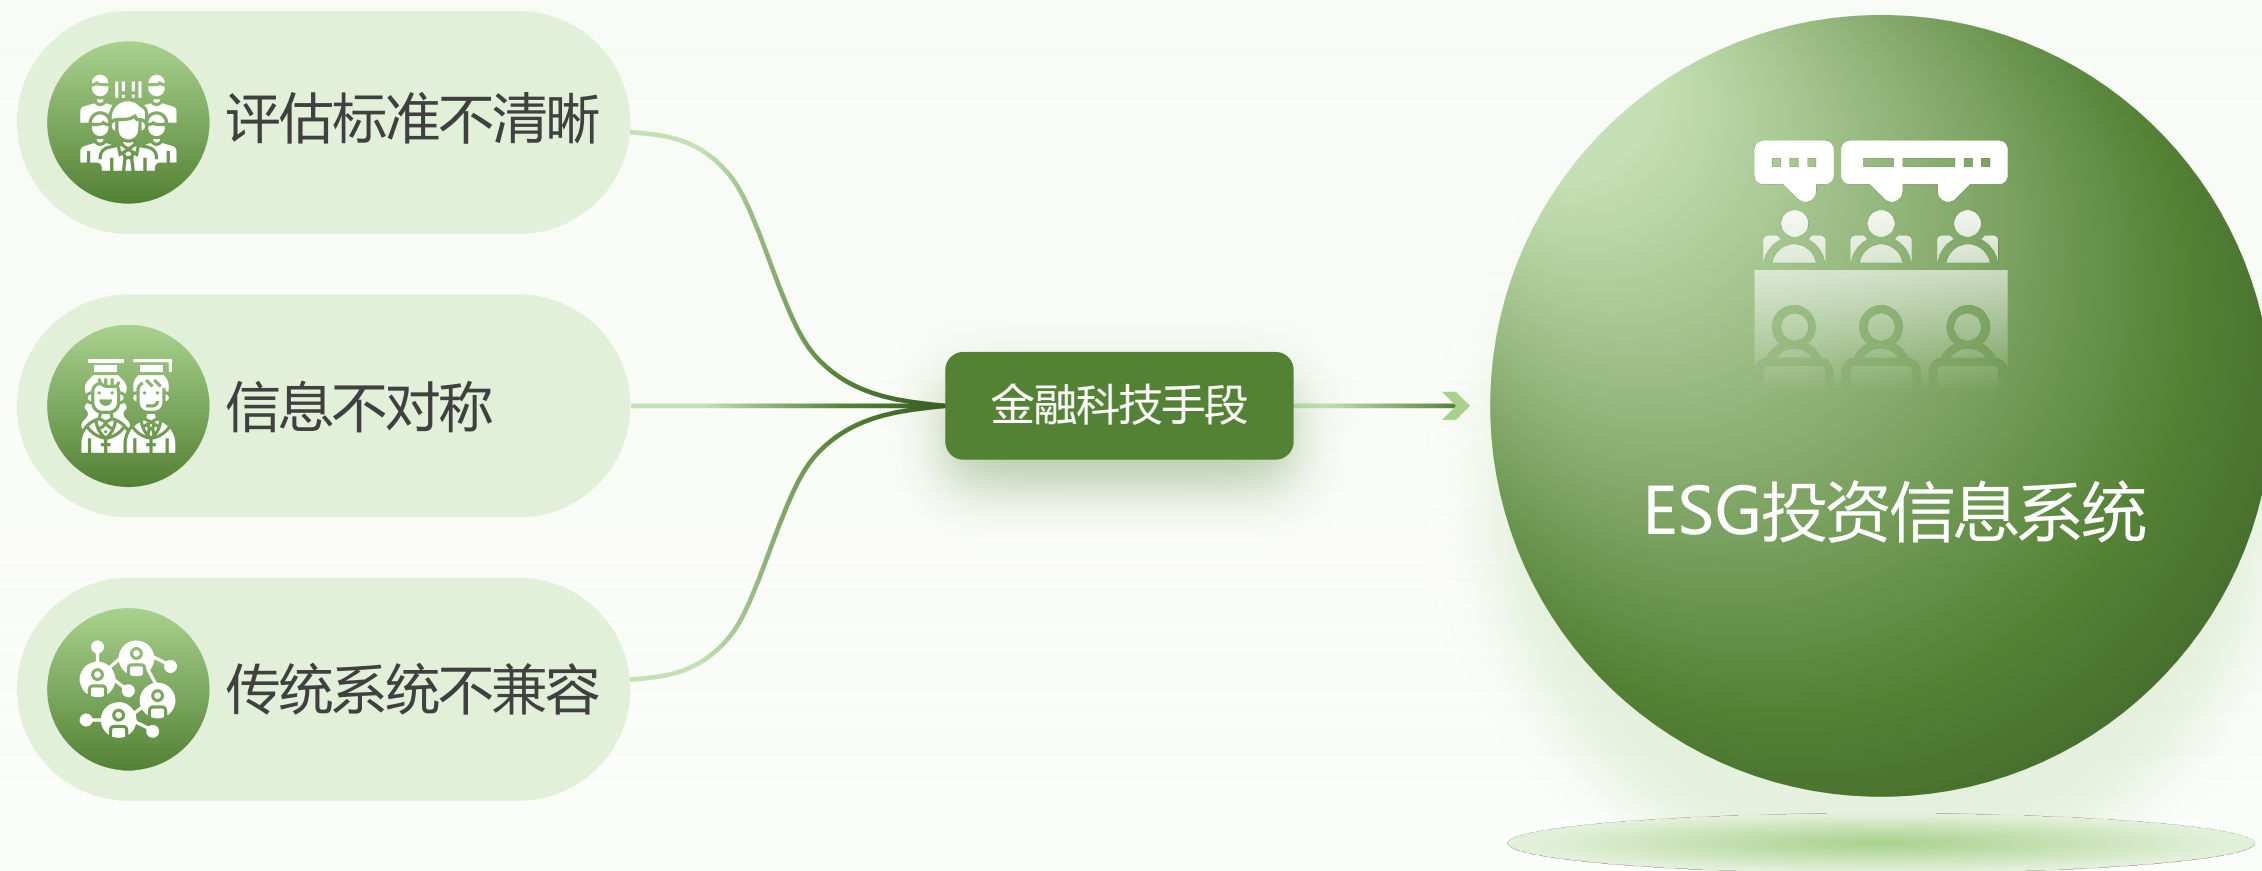 评估标准不清晰
信息不对称
传统系统不兼容
金融科技手段
ESG投资信息系统